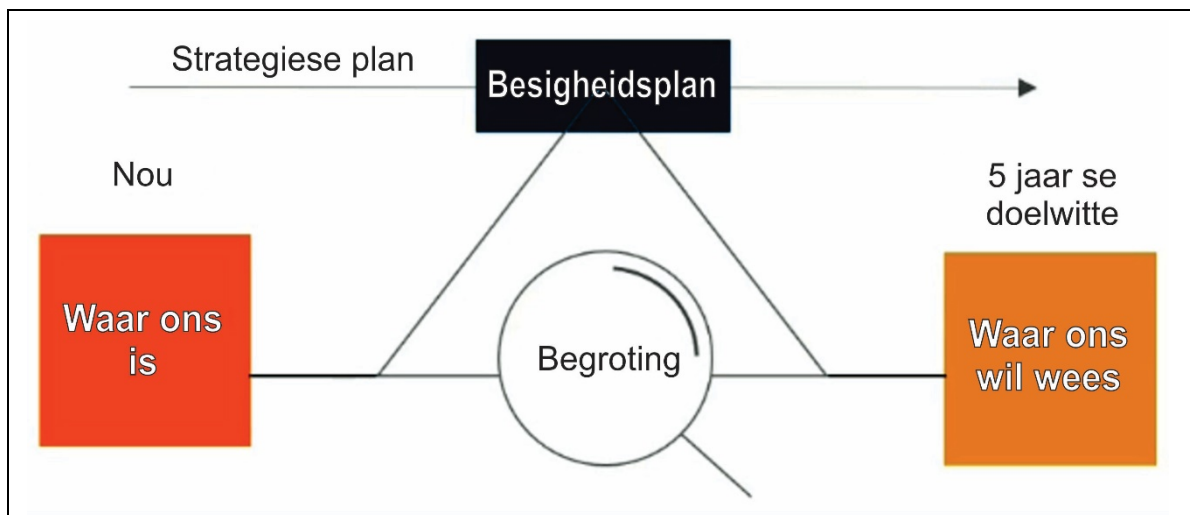 Strategiese plan
Besigheidsplan
Nou
5 jaar se
doelwitte
Waar ons
is
Begroting
Waar ons
wil wees